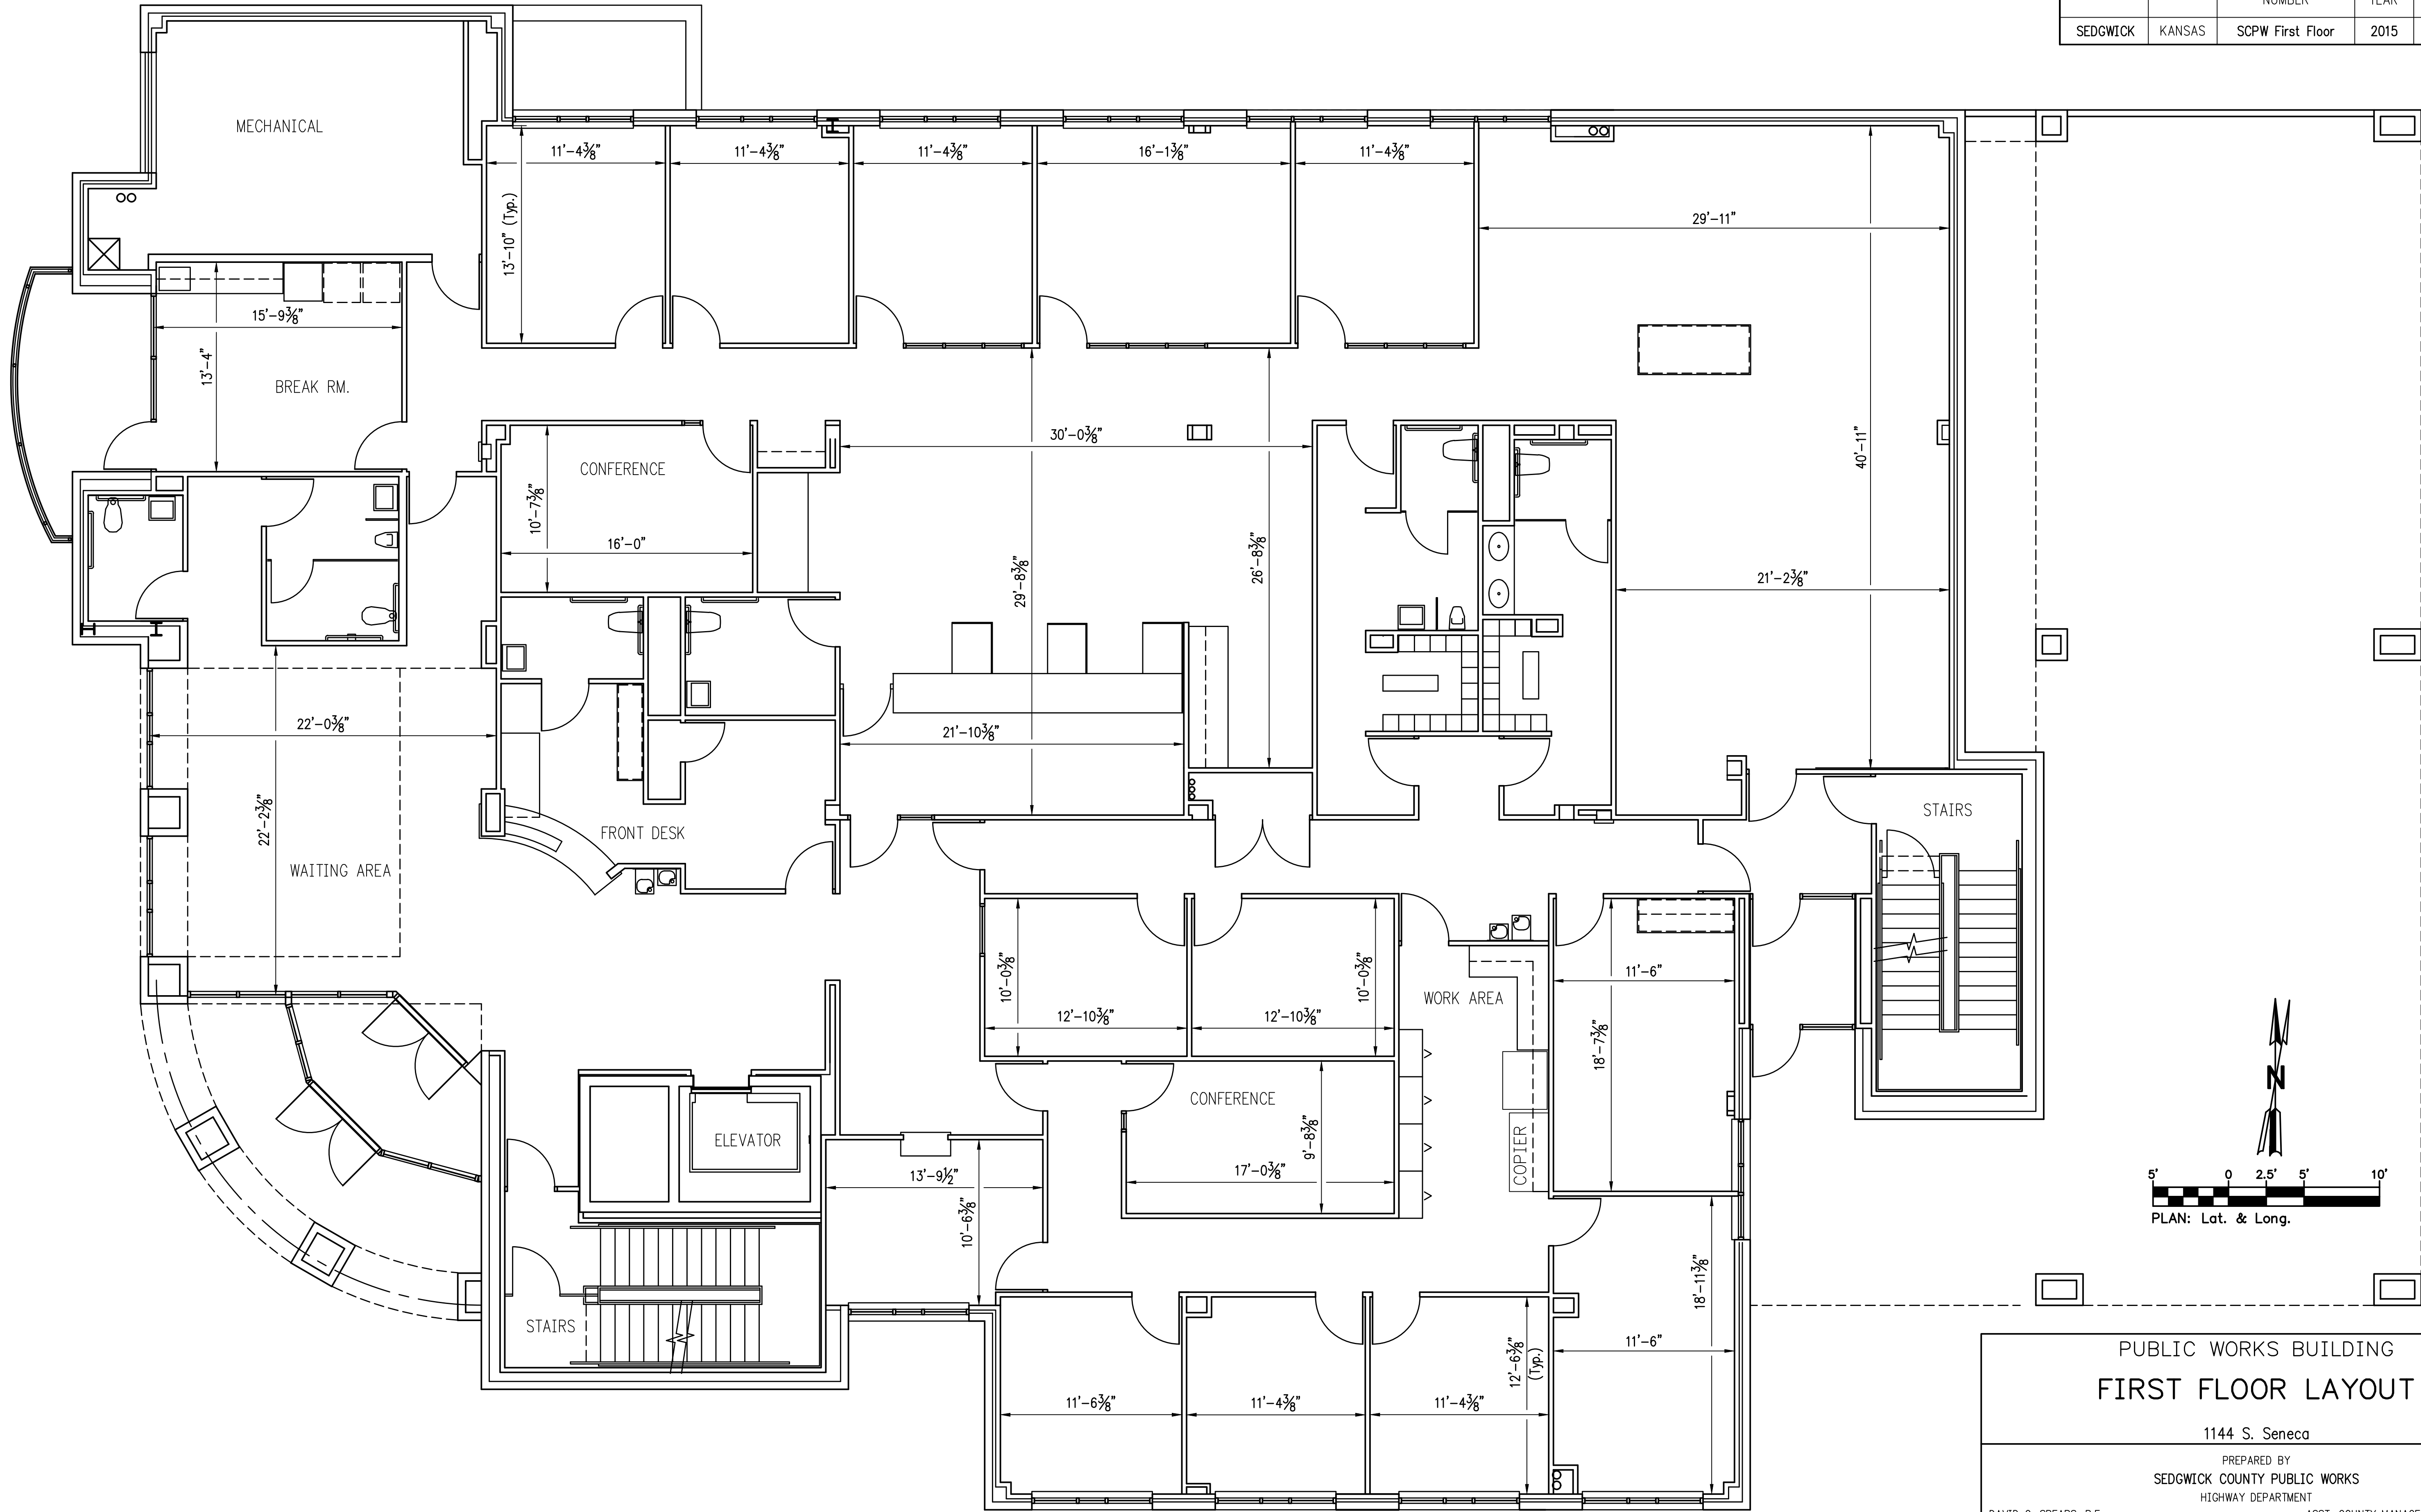 NUMBER YEAR
SEDGWICK KANSAS SCPW First Floor 2015
MECHANICAL
11'-4⅜" 11'-4⅜" 11'-4⅜" 16'-1⅜" 11'-4⅜"
13'-10" (Typ.)
29'-11"
15'-9⅜"
13'-4"
BREAK RM.
40'-11"
30'-0⅜"
CONFERENCE
10'-7⅞"
16'-0"
29'-8⅜"
26'-8⅜"
21'-2⅜"
22'-0⅜"
21'-10⅜"
22'-2⅜"
FRONT DESK
STAIRS
WAITING AREA
10'-0⅜"
12'-10⅜"
10'-0⅜"
12'-10⅜"
WORK AREA
11'-6"
18'-7⅞"
CONFERENCE
9'-8⅜"
17'-0⅜"
COPIER
ELEVATOR
13'-9½"
10'-6⅜"
N
5' 0 2.5' 5' 10'
PLAN: Lat. & Long.
18'-11⅜"
STAIRS
11'-6"
12'-6⅜"
(Typ.)
11'-6⅜" 11'-4⅜" 11'-4⅜"
PUBLIC WORKS BUILDING
FIRST FLOOR LAYOUT
1144 S. Seneca
PREPARED BY
SEDGWICK COUNTY PUBLIC WORKS
HIGHWAY DEPARTMENT